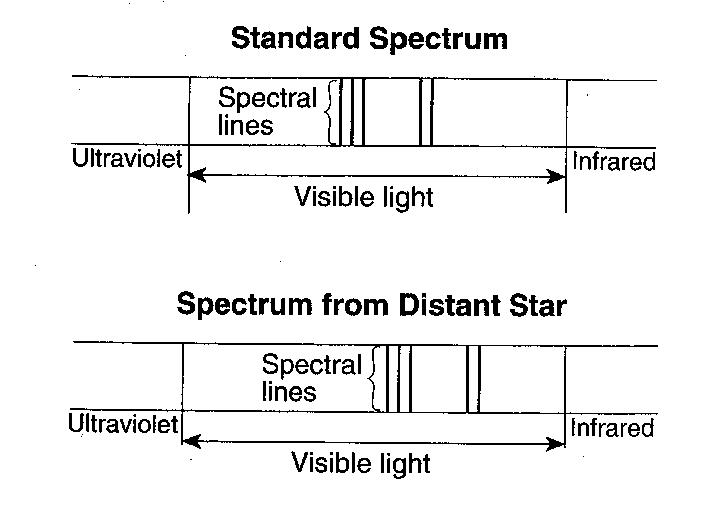 Standard Spectrum
Spectral
lines
Ultraviolet
Infrared
Visible light
Spectrum from Distant Star
Spectral
lines
Ultraviolet
Infrared
Visible light